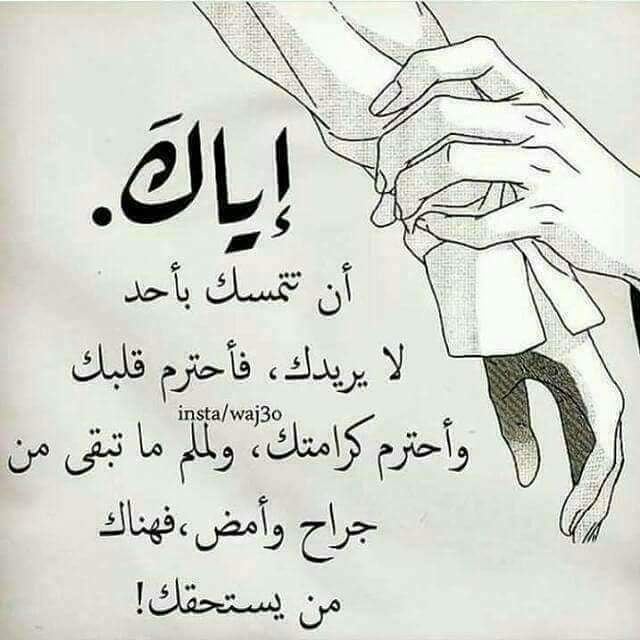 إياكَ.
أن تتمسك بأحد
لا يريدك، فأحترم قلبك
insta/waj3o
وأحترم كرامتك، ولملم ما تبقى من
جراح وأمض،فهناك
من يستحقك!